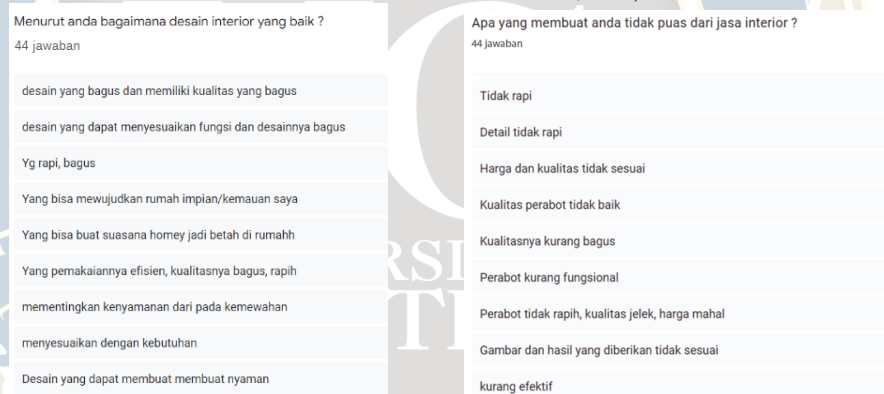 Menurut anda bagaimana desain interior yang baik ?
44 jawaban
desain yang bagus dan memiliki kualitas yang bagus
desain yang dapat menyesuaikan fungsi dan desainnya bagus
Yg rapi, bagus
Yang bisa mewujudkan rumah impian/kemauan saya
Yang bisa buat suasana homey jadi betah di rumahh
Yang pemakaiannya efisien, kualitasnya bagus, rapih
mementingkan kenyamanan dari pada kemewahan
menyesuaikan dengan kebutuhan
Desain yang dapat membuat membuat nyaman
Apa yang membuat anda tidak puas dari jasa interior ?
44 jawaban
Tidak rapi
Detail tidak rapi
Harga dan kualitas tidak sesuai
Kualitas perabot tidak baik
Kualitasnya kurang bagus
Perabot kurang fungsional
Perabot tidak rapih, kualitas jelek, harga mahal
Gambar dan hasil yang diberikan tidak sesuai
kurang efektif